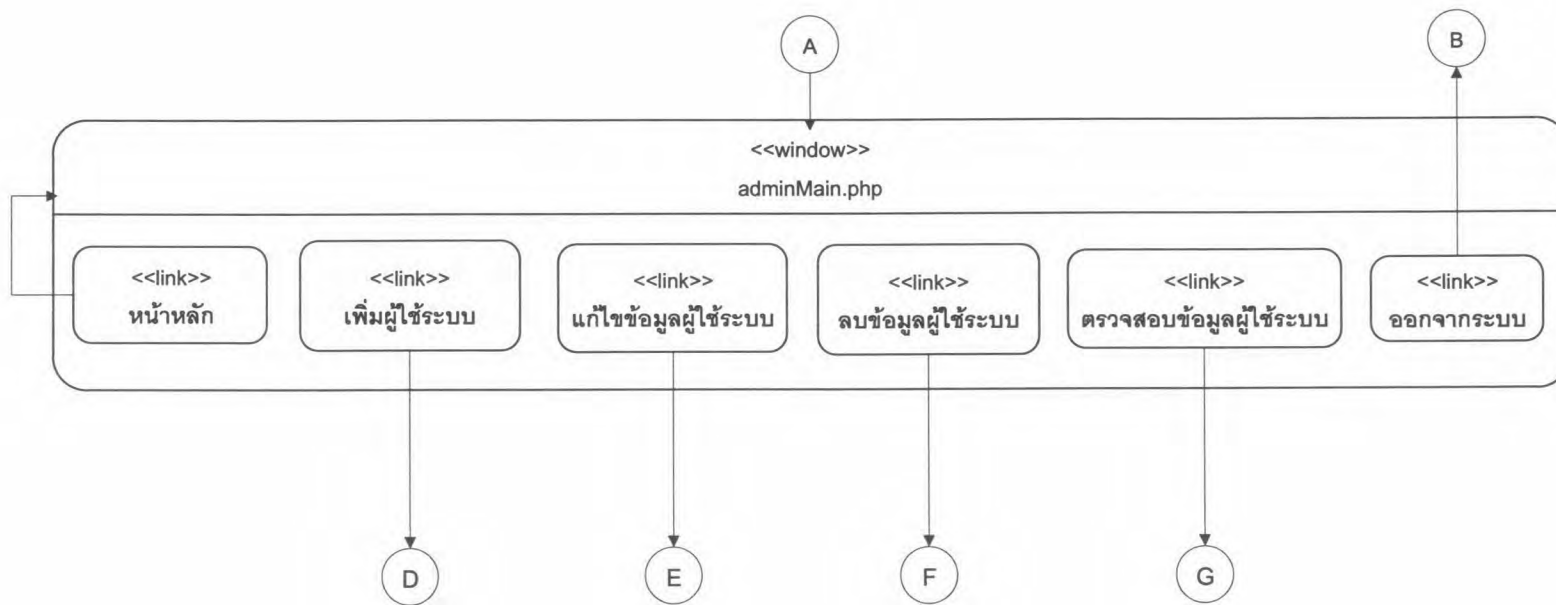 A
B
<<window>>
adminMain.php
<<link>>
หน้าหลัก
<<link>>
เพิ่มผู้ใช้ระบบ
<<link>>
แก้ไขข้อมูลผู้ใช้ระบบ
<<link>>
ลบข้อมูลผู้ใช้ระบบ
<<link>>
ตรวจสอบข้อมูลผู้ใช้ระบบ
<<link>>
ออกจากระบบ
D
E
F
G